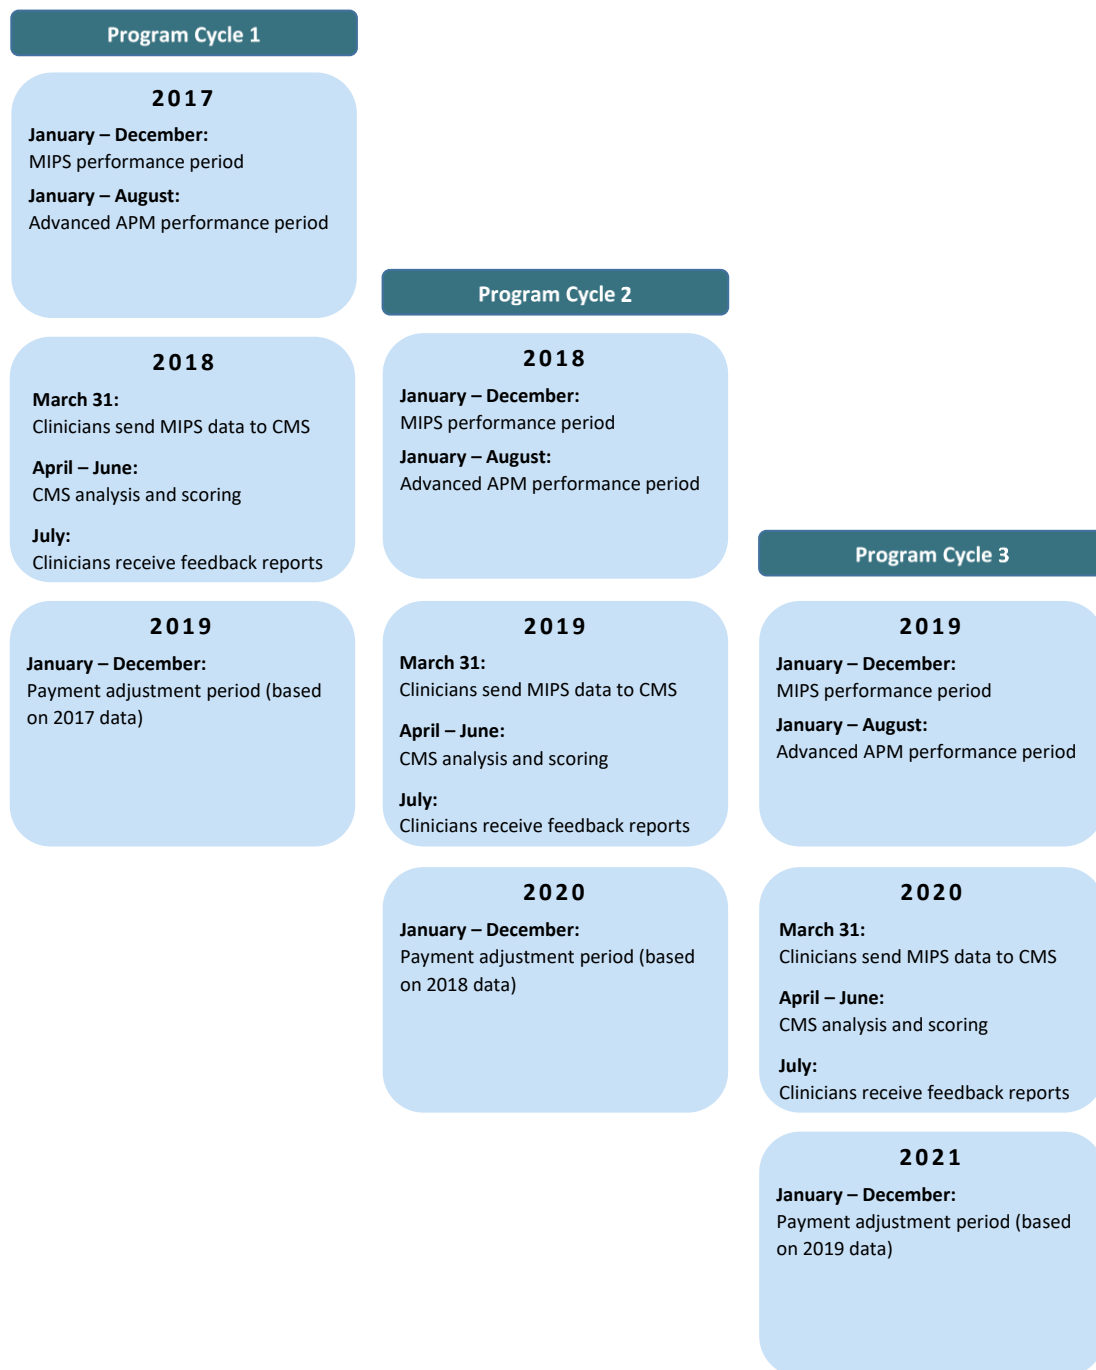 Program Cycle 1
2017
January – December:
MIPS performance period
January – August:
Advanced APM performance period
2018
March 31:
Clinicians send MIPS data to CMS
April – June:
CMS analysis and scoring
July:
Clinicians receive feedback reports
2019
January – December:
Payment adjustment period (based
on 2017 data)
Program Cycle 2
2018
January – December:
MIPS performance period
January – August:
Advanced APM performance period
2019
March 31:
Clinicians send MIPS data to CMS
April – June:
CMS analysis and scoring
July:
Clinicians receive feedback reports
2020
January – December:
Payment adjustment period (based
on 2018 data)
Program Cycle 3
2019
January – December:
MIPS performance period
January – August:
Advanced APM performance period
2020
March 31:
Clinicians send MIPS data to CMS
April – June:
CMS analysis and scoring
July:
Clinicians receive feedback reports
2021
January – December:
Payment adjustment period (based
on 2019 data)